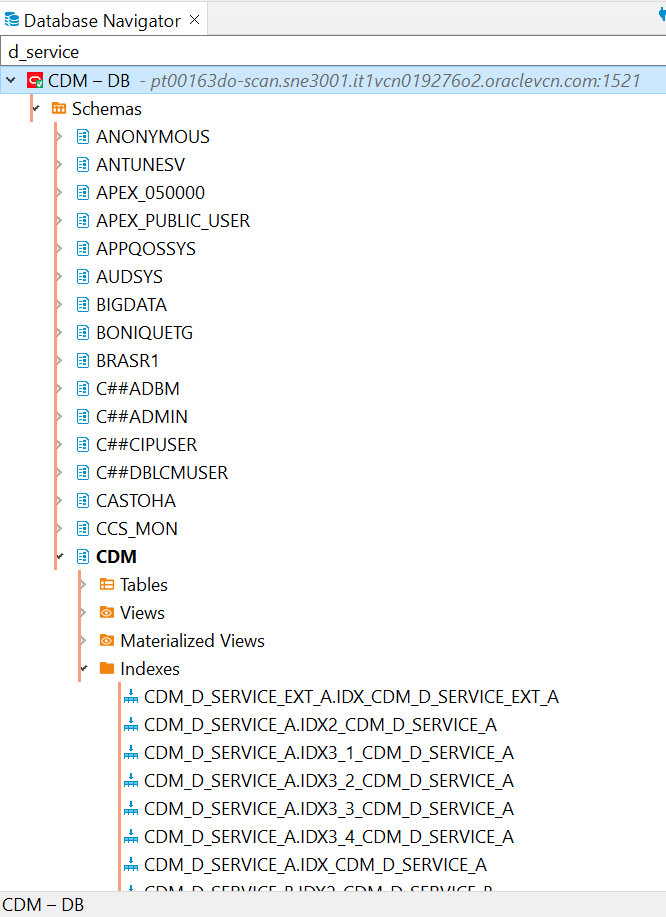 Database Navigator
d_service
CDM – DB - pt00163do-scan.sne3001.it1vcn019276o2.oraclevcn.com:1521
Schemas
ANONYMOUS
ANTUNESV
APEX_050000
APEX_PUBLIC_USER
APPQOSSYS
AUDSYS
BIGDATA
BONIQUETG
BRASR1
C##ADBM
C##ADMIN
C##CIPUSER
C##DBLCMUSER
CASTOHA
CCS_MON
CDM
Tables
Views
Materialized Views
Indexes
CDM_D_SERVICE_EXT_A.IDX_CDM_D_SERVICE_EXT_A
CDM_D_SERVICE_A.IDX2_CDM_D_SERVICE_A
CDM_D_SERVICE_A.IDX3_1_CDM_D_SERVICE_A
CDM_D_SERVICE_A.IDX3_2_CDM_D_SERVICE_A
CDM_D_SERVICE_A.IDX3_3_CDM_D_SERVICE_A
CDM_D_SERVICE_A.IDX3_4_CDM_D_SERVICE_A
CDM_D_SERVICE_A.IDX_CDM_D_SERVICE_A
CDM_D_SERVICE_B.IDX2_CDM_D_SERVICE_B
CDM – DB